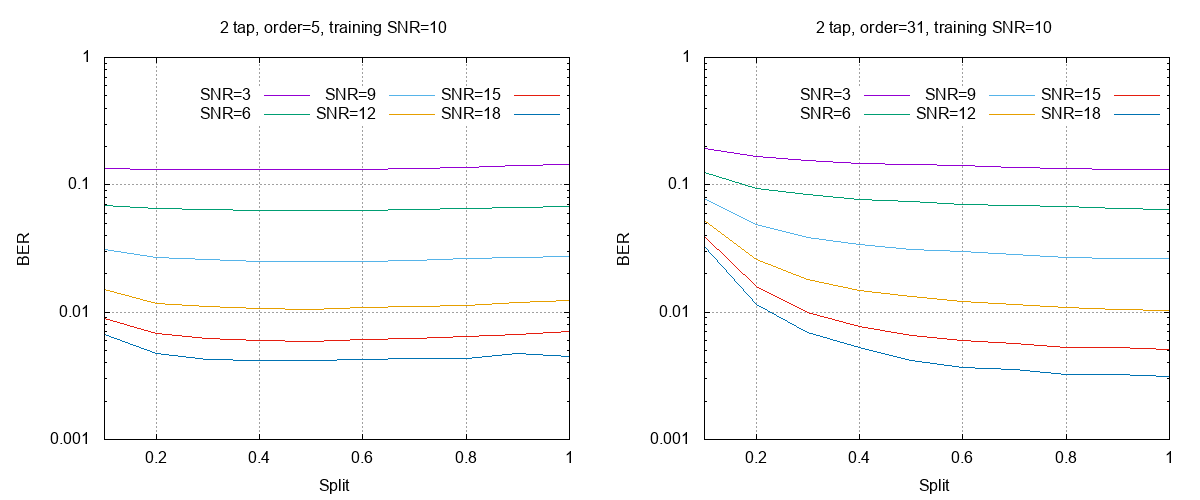 2 tap, order=5, training SNR=10
1
SNR=3 SNR=9 SNR=15
SNR=6 SNR=12 SNR=18
0.1
BER
0.01
0.001
0.2 0.4 0.6 0.8 1
Split
2 tap, order=31, training SNR=10
1
SNR=3 SNR=9 SNR=15
SNR=6 SNR=12 SNR=18
0.1
BER
0.01
0.001
0.2 0.4 0.6 0.8 1
Split